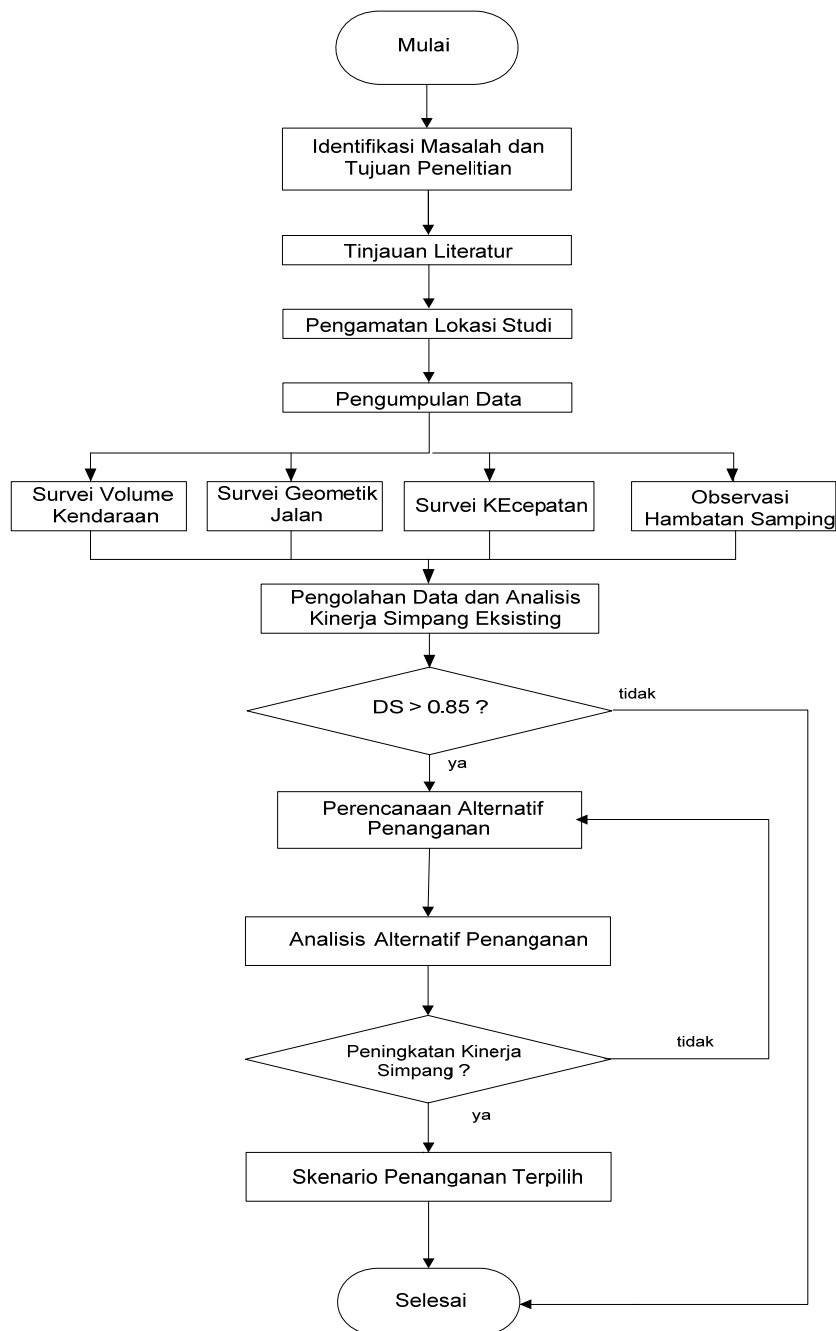 Mulai
Identifikasi Masalah dan
Tujuan Penelitian
Tinjauan Literatur
Pengamatan Lokasi Studi
Pengumpulan Data
Survei Volume
Kendaraan
Survei Geometik
Jalan
Survei KEcepatan
Observasi
Hambatan Samping
Pengolahan Data dan Analisis
Kinerja Simpang Eksisting
DS > 0.85 ?
tidak
ya
Perencanaan Alternatif
Penanganan
Analisis Alternatif Penanganan
Peningkatan Kinerja
Simpang ?
tidak
ya
Skenario Penanganan Terpilih
Selesai